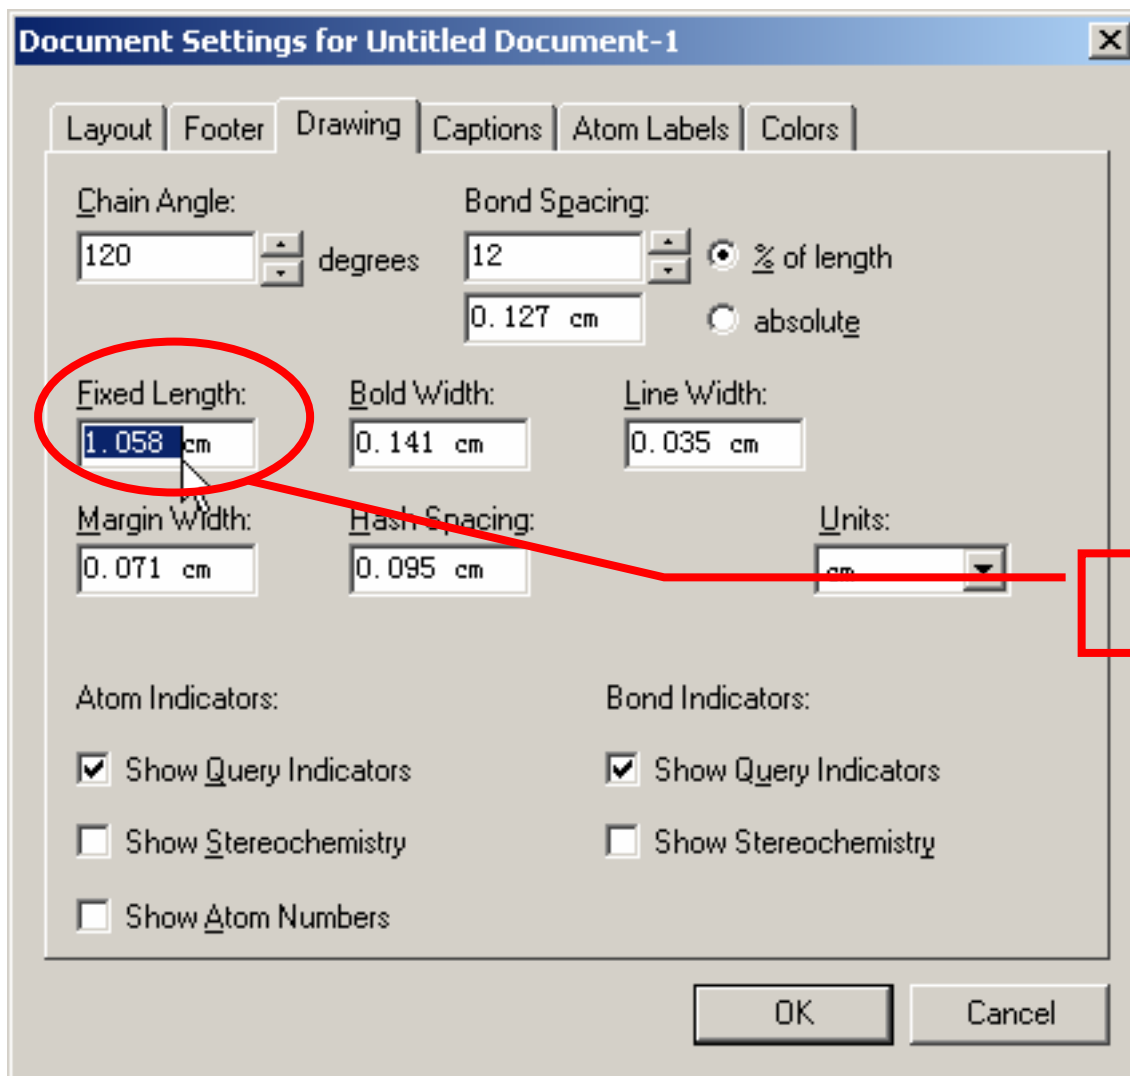 Document Settings for Untitled Document-1
Layout Footer Drawing Captions Atom Labels Colors
Chain Angle: Bond Spacing:
120 degrees 12 % of length
0.127 cm absolute
Fixed Length: Bold Width: Line Width:
1.058 cm 0.141 cm 0.035 cm
Margin Width: Hash Spacing: Units:
0.071 cm 0.095 cm cm
Atom Indicators: Bond Indicators:
Show Query Indicators Show Query Indicators
Show Stereochemistry Show Stereochemistry
Show Atom Numbers
OK Cancel